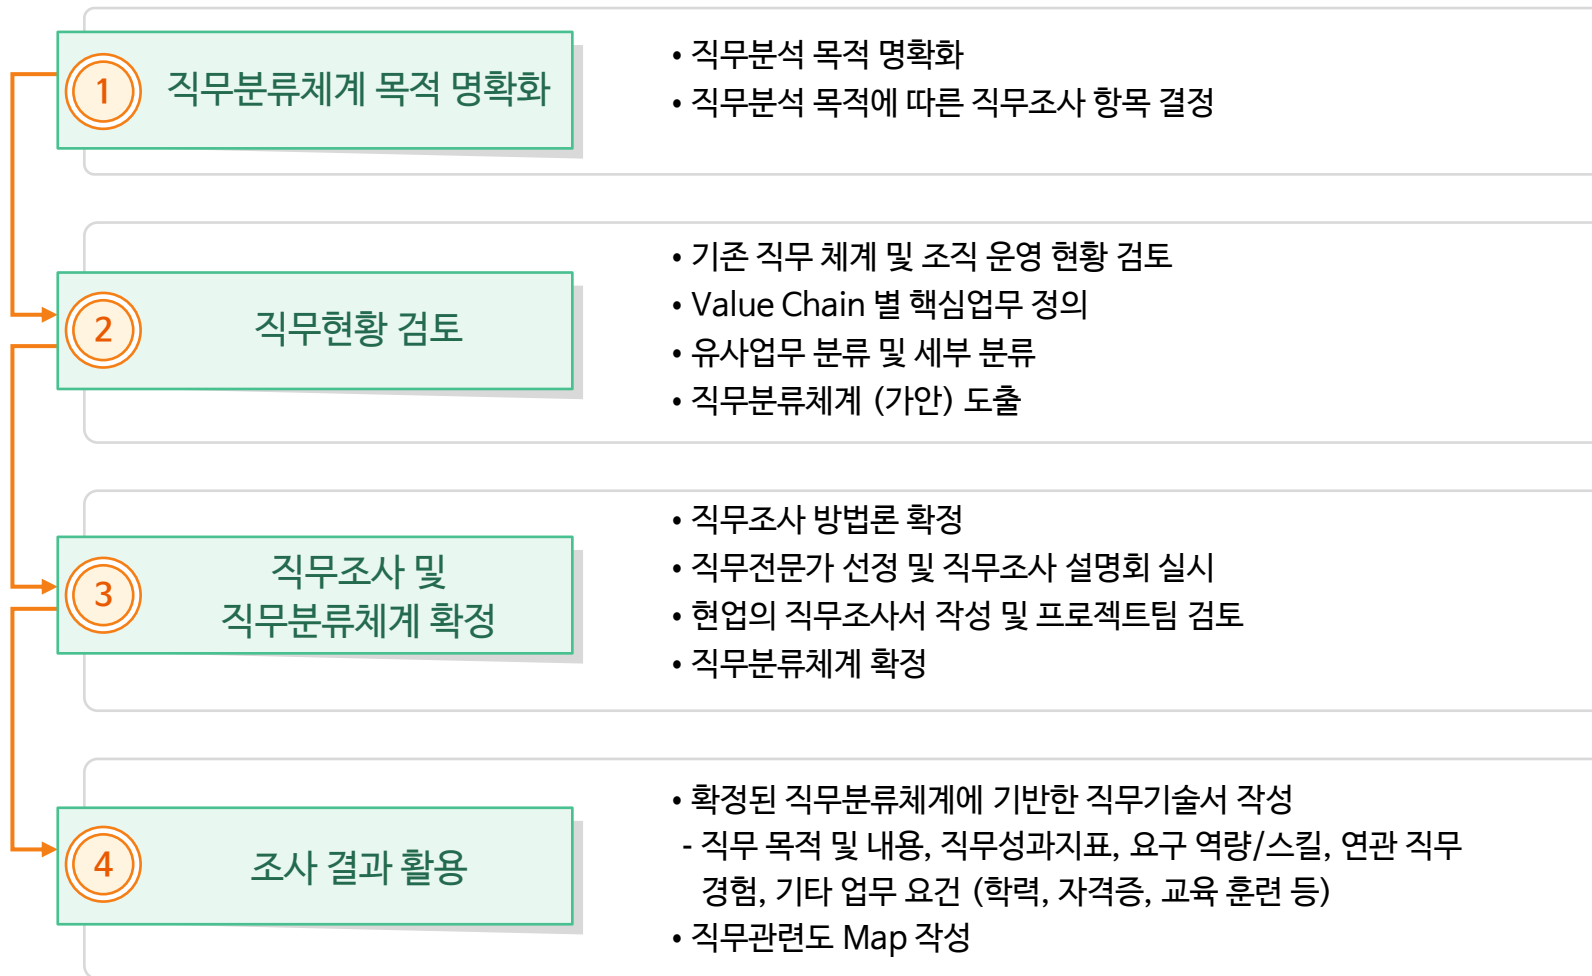 1
직무분류체계 목적 명확화
• 직무분석 목적 명확화
• 직무분석 목적에 따른 직무조사 항목 결정
2
직무현황 검토
• 기존 직무 체계 및 조직 운영 현황 검토
• Value Chain 별 핵심업무 정의
• 유사업무 분류 및 세부 분류
• 직무분류체계 (가안) 도출
3
직무조사 및
직무분류체계 확정
• 직무조사 방법론 확정
• 직무전문가 선정 및 직무조사 설명회 실시
• 현업의 직무조사서 작성 및 프로젝트팀 검토
• 직무분류체계 확정
4
조사 결과 활용
• 확정된 직무분류체계에 기반한 직무기술서 작성
- 직무 목적 및 내용, 직무성과지표, 요구 역량/스킬, 연관 직무
경험, 기타 업무 요건 (학력, 자격증, 교육 훈련 등)
• 직무관련도 Map 작성